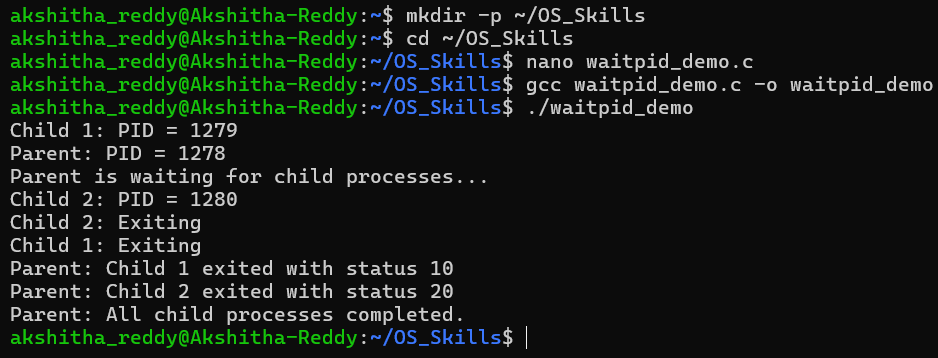 akshitha_reddy@Akshitha-Reddy:~$ mkdir -p ~/OS_Skills
akshitha_reddy@Akshitha-Reddy:~$ cd ~/OS_Skills
akshitha_reddy@Akshitha-Reddy:~/OS_Skills$ nano waitpid_demo.c
akshitha_reddy@Akshitha-Reddy:~/OS_Skills$ gcc waitpid_demo.c -o waitpid_demo
akshitha_reddy@Akshitha-Reddy:~/OS_Skills$ ./waitpid_demo
Child 1: PID = 1279
Parent: PID = 1278
Parent is waiting for child processes...
Child 2: PID = 1280
Child 2: Exiting
Child 1: Exiting
Parent: Child 1 exited with status 10
Parent: Child 2 exited with status 20
Parent: All child processes completed.
akshitha_reddy@Akshitha-Reddy:~/OS_Skills$